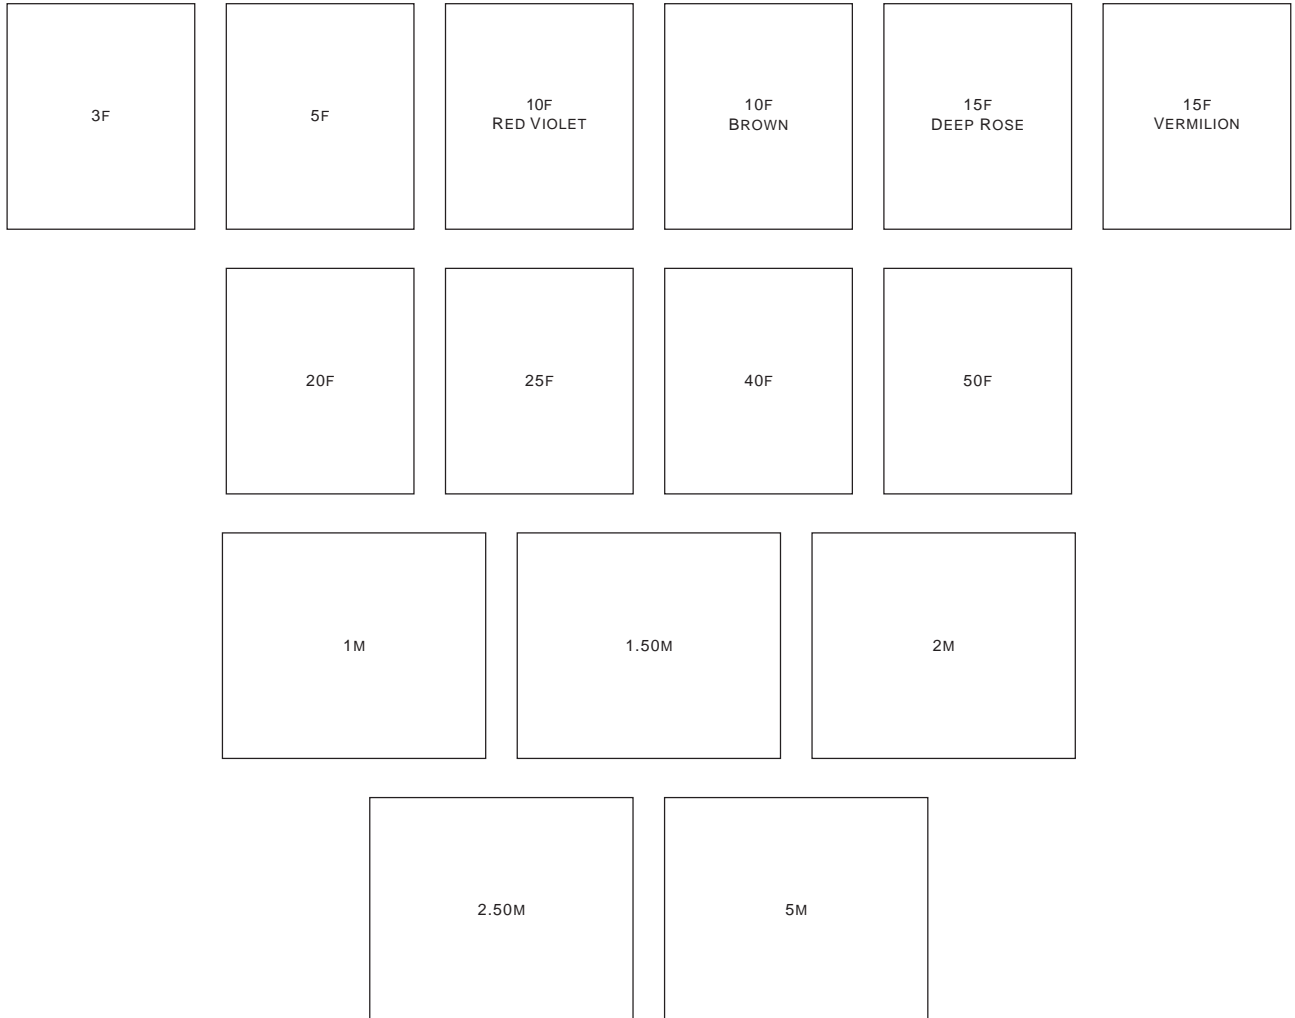 3F
5F
10F
RED VIOLET
10F
BROWN
15F
DEEP ROSE
15F
VERMILION
20F
25F
40F
50F
1M
1.50M
2M
2.50M
5M